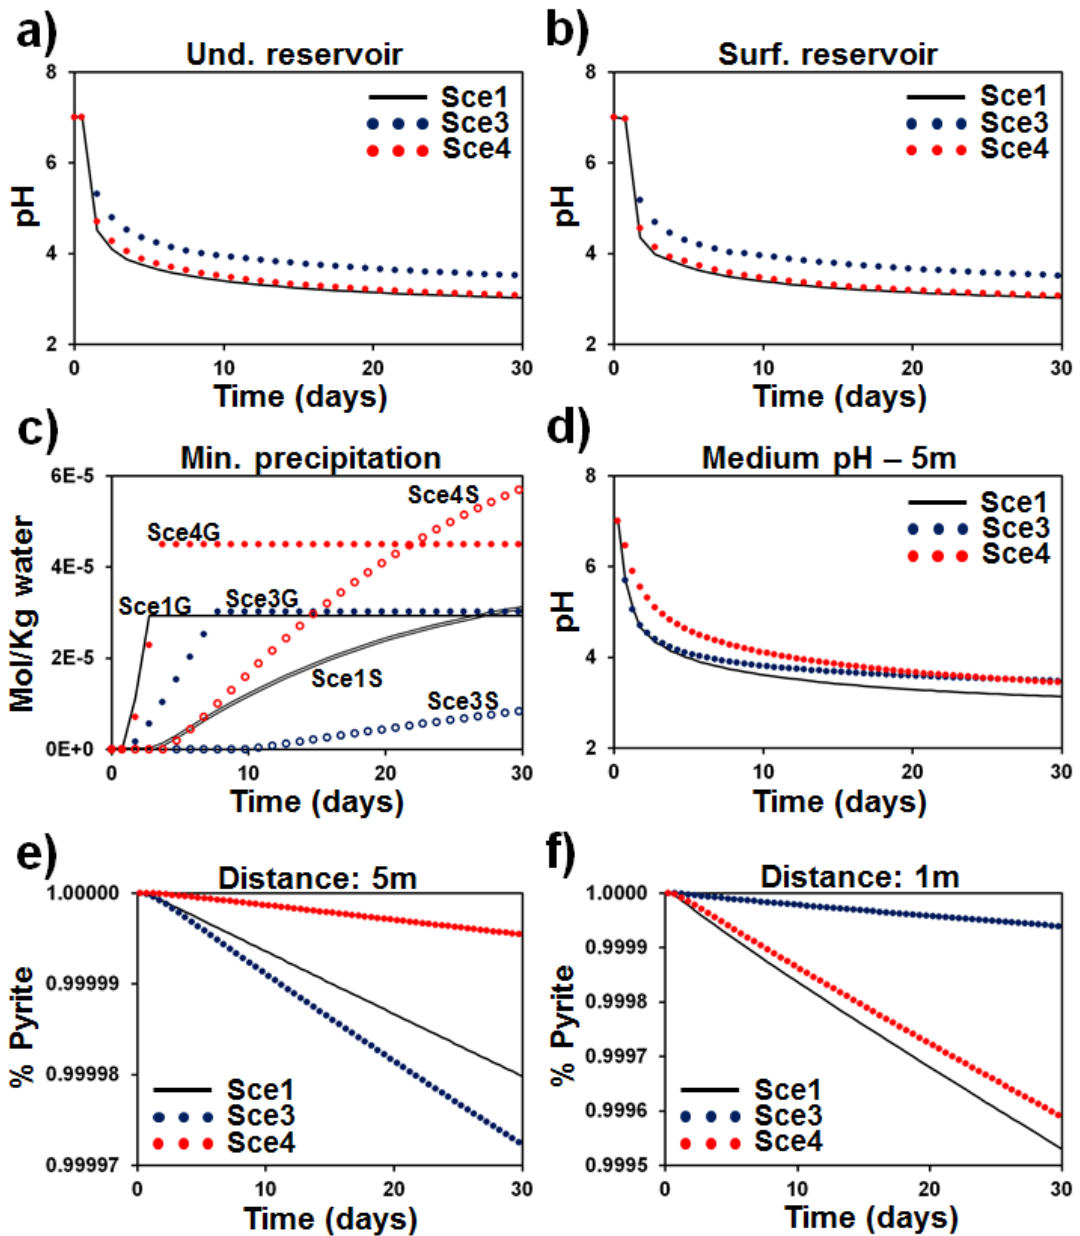 a)
Und. reservoir
8
6
4
2
pH
Sce1
Sce3
Sce4
0 10 20 30
Time (days)
b)
Surf. reservoir
8
6
4
2
pH
Sce1
Sce3
Sce4
0 10 20 30
Time (days)
c)
Min. precipitation
6E-5
4E-5
2E-5
0E+0
Mol/Kg water
Sce4S
Sce4G
Sce1G
Sce3G
Sce1S
Sce3S
0 10 20 30
Time (days)
d)
Medium pH – 5m
8
6
4
2
pH
Sce1
Sce3
Sce4
0 10 20 30
Time (days)
e)
Distance: 5m
1.00000
0.99999
0.99998
0.99997
% Pyrite
Sce1
Sce3
Sce4
0 10 20 30
Time (days)
f)
Distance: 1m
1.0000
0.9999
0.9998
0.9997
0.9996
0.9995
% Pyrite
Sce1
Sce3
Sce4
0 10 20 30
Time (days)